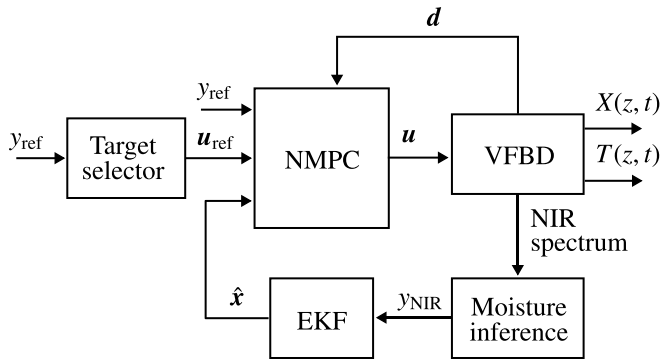 d
y_ref
X(z, t)
y_ref
Target
selector
u_ref
NMPC
u
VFBD
T(z, t)
NIR
spectrum
x̂
EKF
y_NIR
Moisture
inference